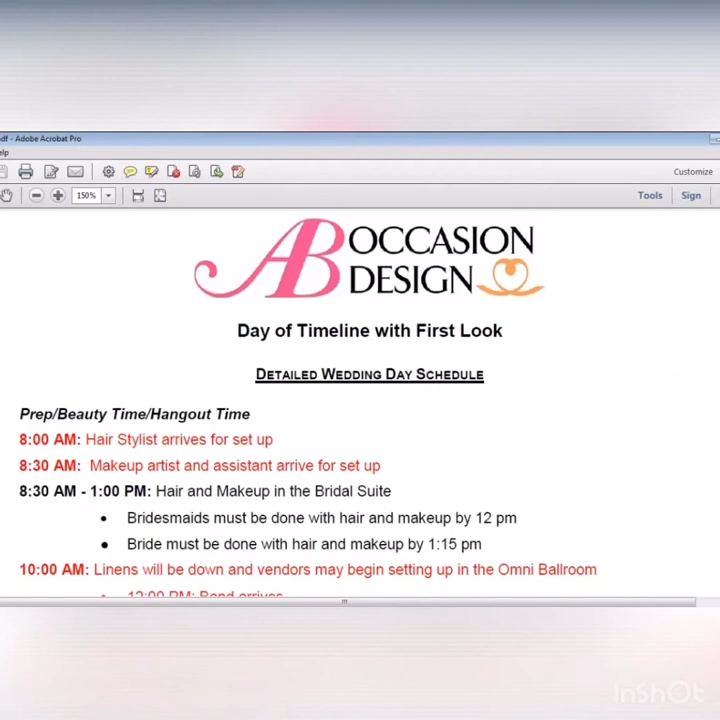 df - Adobe Acrobat Pro
elp
Customize
150%
Tools
Sign
AB OCCASION
DESIGN
Day of Timeline with First Look
DETAILED WEDDING DAY SCHEDULE
Prep/Beauty Time/Hangout Time
8:00 AM: Hair Stylist arrives for set up
8:30 AM: Makeup artist and assistant arrive for set up
8:30 AM - 1:00 PM: Hair and Makeup in the Bridal Suite
• Bridesmaids must be done with hair and makeup by 12 pm
• Bride must be done with hair and makeup by 1:15 pm
10:00 AM: Linens will be down and vendors may begin setting up in the Omni Ballroom
• 12:00 PM: Band arrives
InShOt